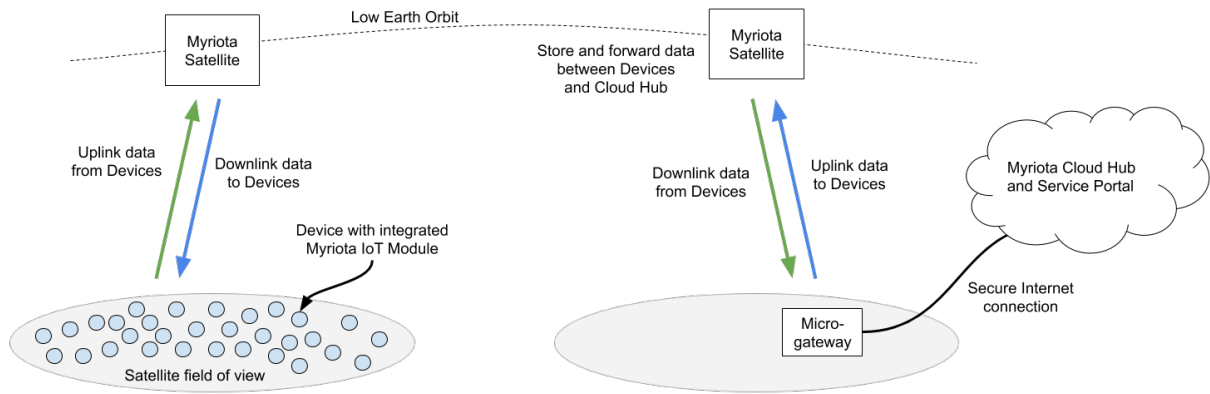 Low Earth Orbit
Myriota
Satellite
Uplink data
from Devices
Downlink data
to Devices
Device with integrated
Myriota IoT Module
Satellite field of view
Store and forward data
between Devices
and Cloud Hub
Myriota
Satellite
Downlink data
from Devices
Uplink data
to Devices
Myriota Cloud Hub
and Service Portal
Secure Internet
connection
Micro-
gateway